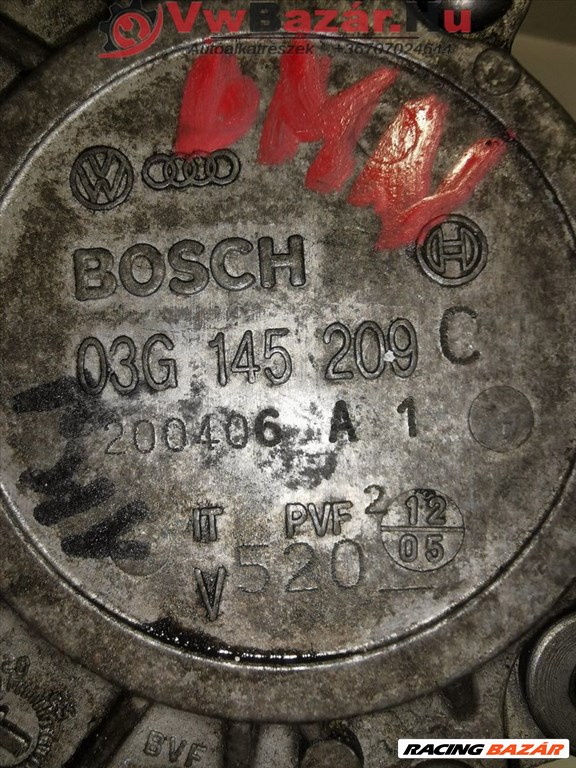 VwBazár.Nu
Autóalkatrészek +36707024644
BMN
BOSCH
03G 145 209 C
200406 A 1
IT PVF 2 12
05
V 520
BVF
RACING BAZÁR